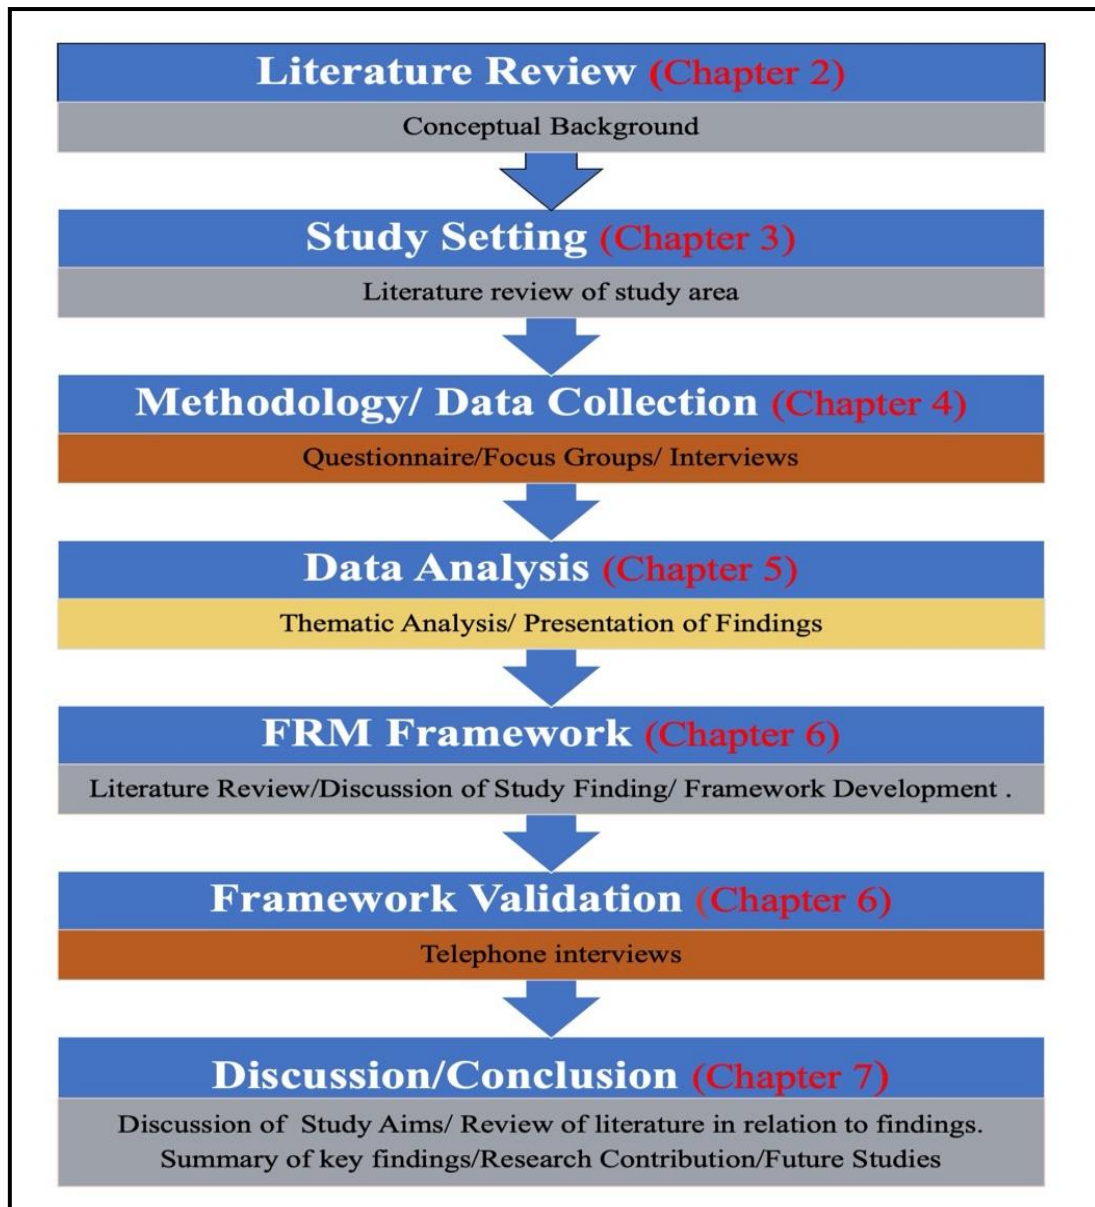 Literature Review (Chapter 2)
Conceptual Background
Study Setting (Chapter 3)
Literature review of study area
Methodology/ Data Collection (Chapter 4)
Questionnaire/Focus Groups/ Interviews
Data Analysis (Chapter 5)
Thematic Analysis/ Presentation of Findings
FRM Framework (Chapter 6)
Literature Review/Discussion of Study Finding/ Framework Development .
Framework Validation (Chapter 6)
Telephone interviews
Discussion/Conclusion (Chapter 7)
Discussion of Study Aims/ Review of literature in relation to findings.
Summary of key findings/Research Contribution/Future Studies